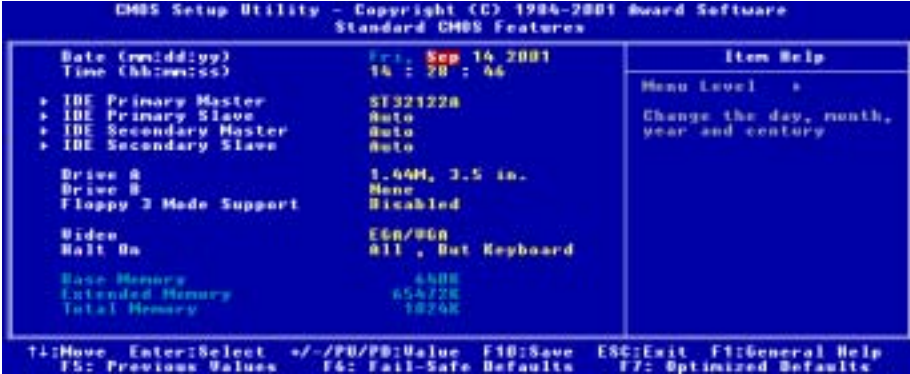 CMOS Setup Utility - Copyright (C) 1984-2001 Award Software
Standard CMOS Features
Date (mm:dd:yy) Fri, Sep 14 2001
Time (hh:mm:ss) 14 : 28 : 46
Item Help
Menu Level ▸
Change the day, month,
year and century
▸ IDE Primary Master ST32122A
▸ IDE Primary Slave Auto
▸ IDE Secondary Master Auto
▸ IDE Secondary Slave Auto
Drive A 1.44M, 3.5 in.
Drive B None
Floppy 3 Mode Support Disabled
Video EGA/VGA
Halt On All , But Keyboard
Base Memory 640K
Extended Memory 65472K
Total Memory 1024K
↑↓:Move Enter:Select +/-/PU/PD:Value F10:Save ESC:Exit F1:General Help
F5: Previous Values F6: Fail-Safe Defaults F7: Optimized Defaults